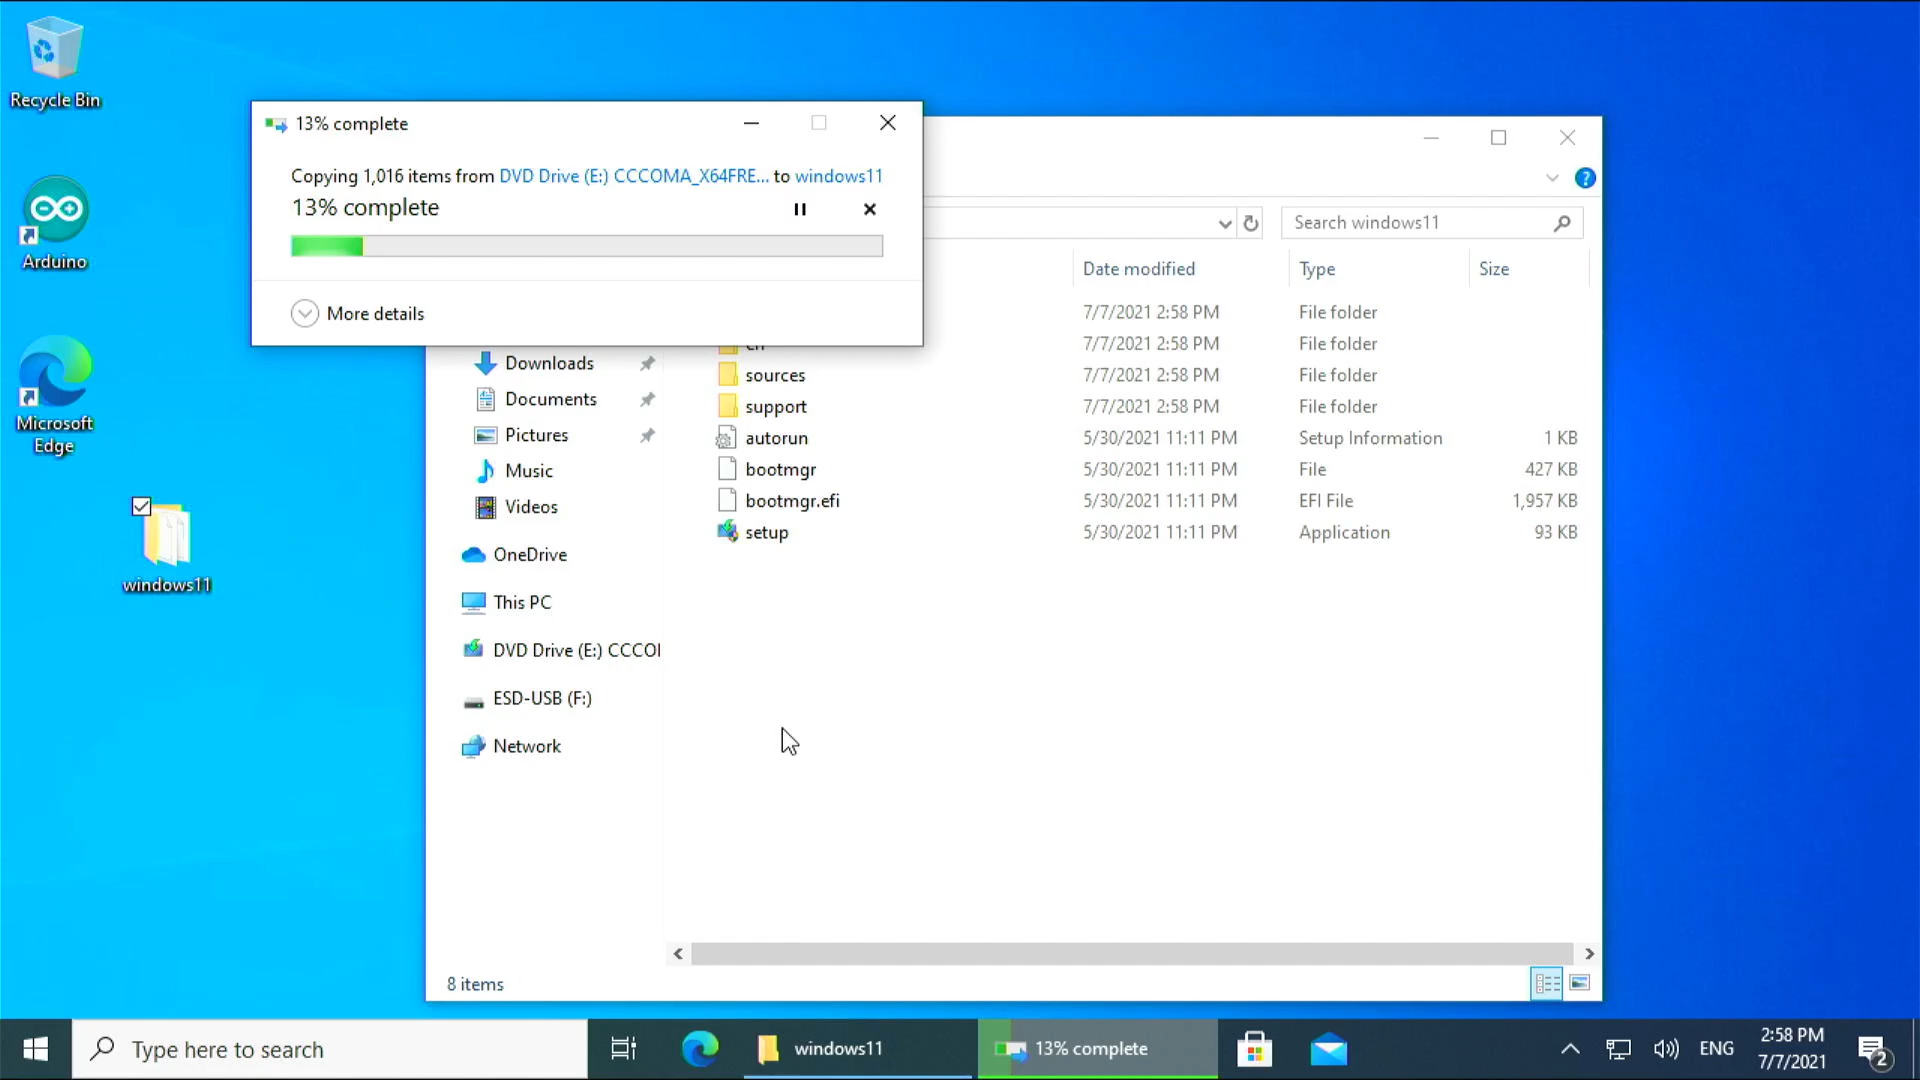 Recycle Bin
Arduino
Microsoft
Edge
windows11
13% complete
Copying 1,016 items from DVD Drive (E:) CCCOMA_X64FRE... to windows11
13% complete
More details
Search windows11
Date modified Type Size
7/7/2021 2:58 PM File folder
7/7/2021 2:58 PM File folder
sources 7/7/2021 2:58 PM File folder
support 7/7/2021 2:58 PM File folder
autorun 5/30/2021 11:11 PM Setup Information 1 KB
bootmgr 5/30/2021 11:11 PM File 427 KB
bootmgr.efi 5/30/2021 11:11 PM EFI File 1,957 KB
setup 5/30/2021 11:11 PM Application 93 KB
Downloads
Documents
Pictures
Music
Videos
OneDrive
This PC
DVD Drive (E:) CCCO
ESD-USB (F:)
Network
8 items
Type here to search
windows11
13% complete
ENG
2:58 PM
7/7/2021
2